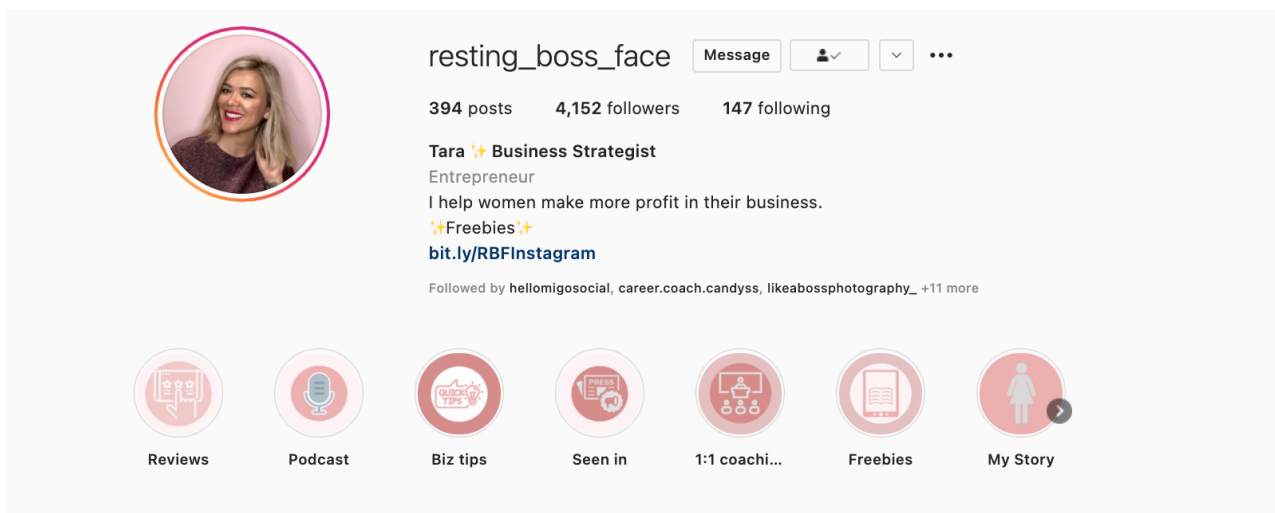 resting_boss_face Message
394 posts 4,152 followers 147 following
Tara ✨ Business Strategist
Entrepreneur
I help women make more profit in their business.
✨Freebies✨
bit.ly/RBFInstagram
Followed by hellomigosocial, career.coach.candyss, likeabossphotography_ +11 more
QUICK
TIPS
PRESS
Reviews Podcast Biz tips Seen in 1:1 coachi... Freebies My Story